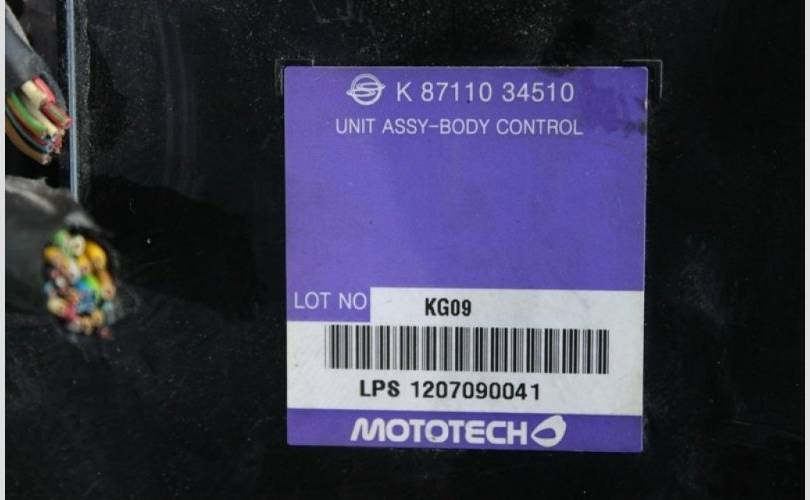 K 87110 34510
UNIT ASSY-BODY CONTROL
LOT NO KG09
LPS 1207090041
MOTOTECH